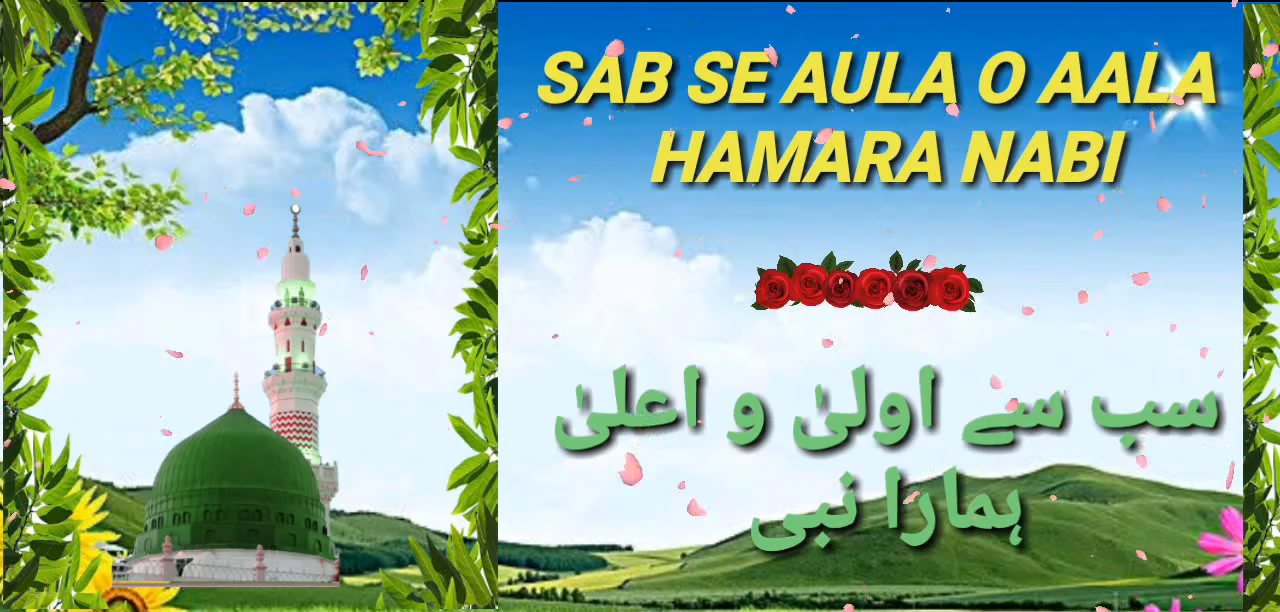 SAB SE AULA O AALA
HAMARA NABI
سب سے اولیٰ و اعلیٰ
ہمارا نبی